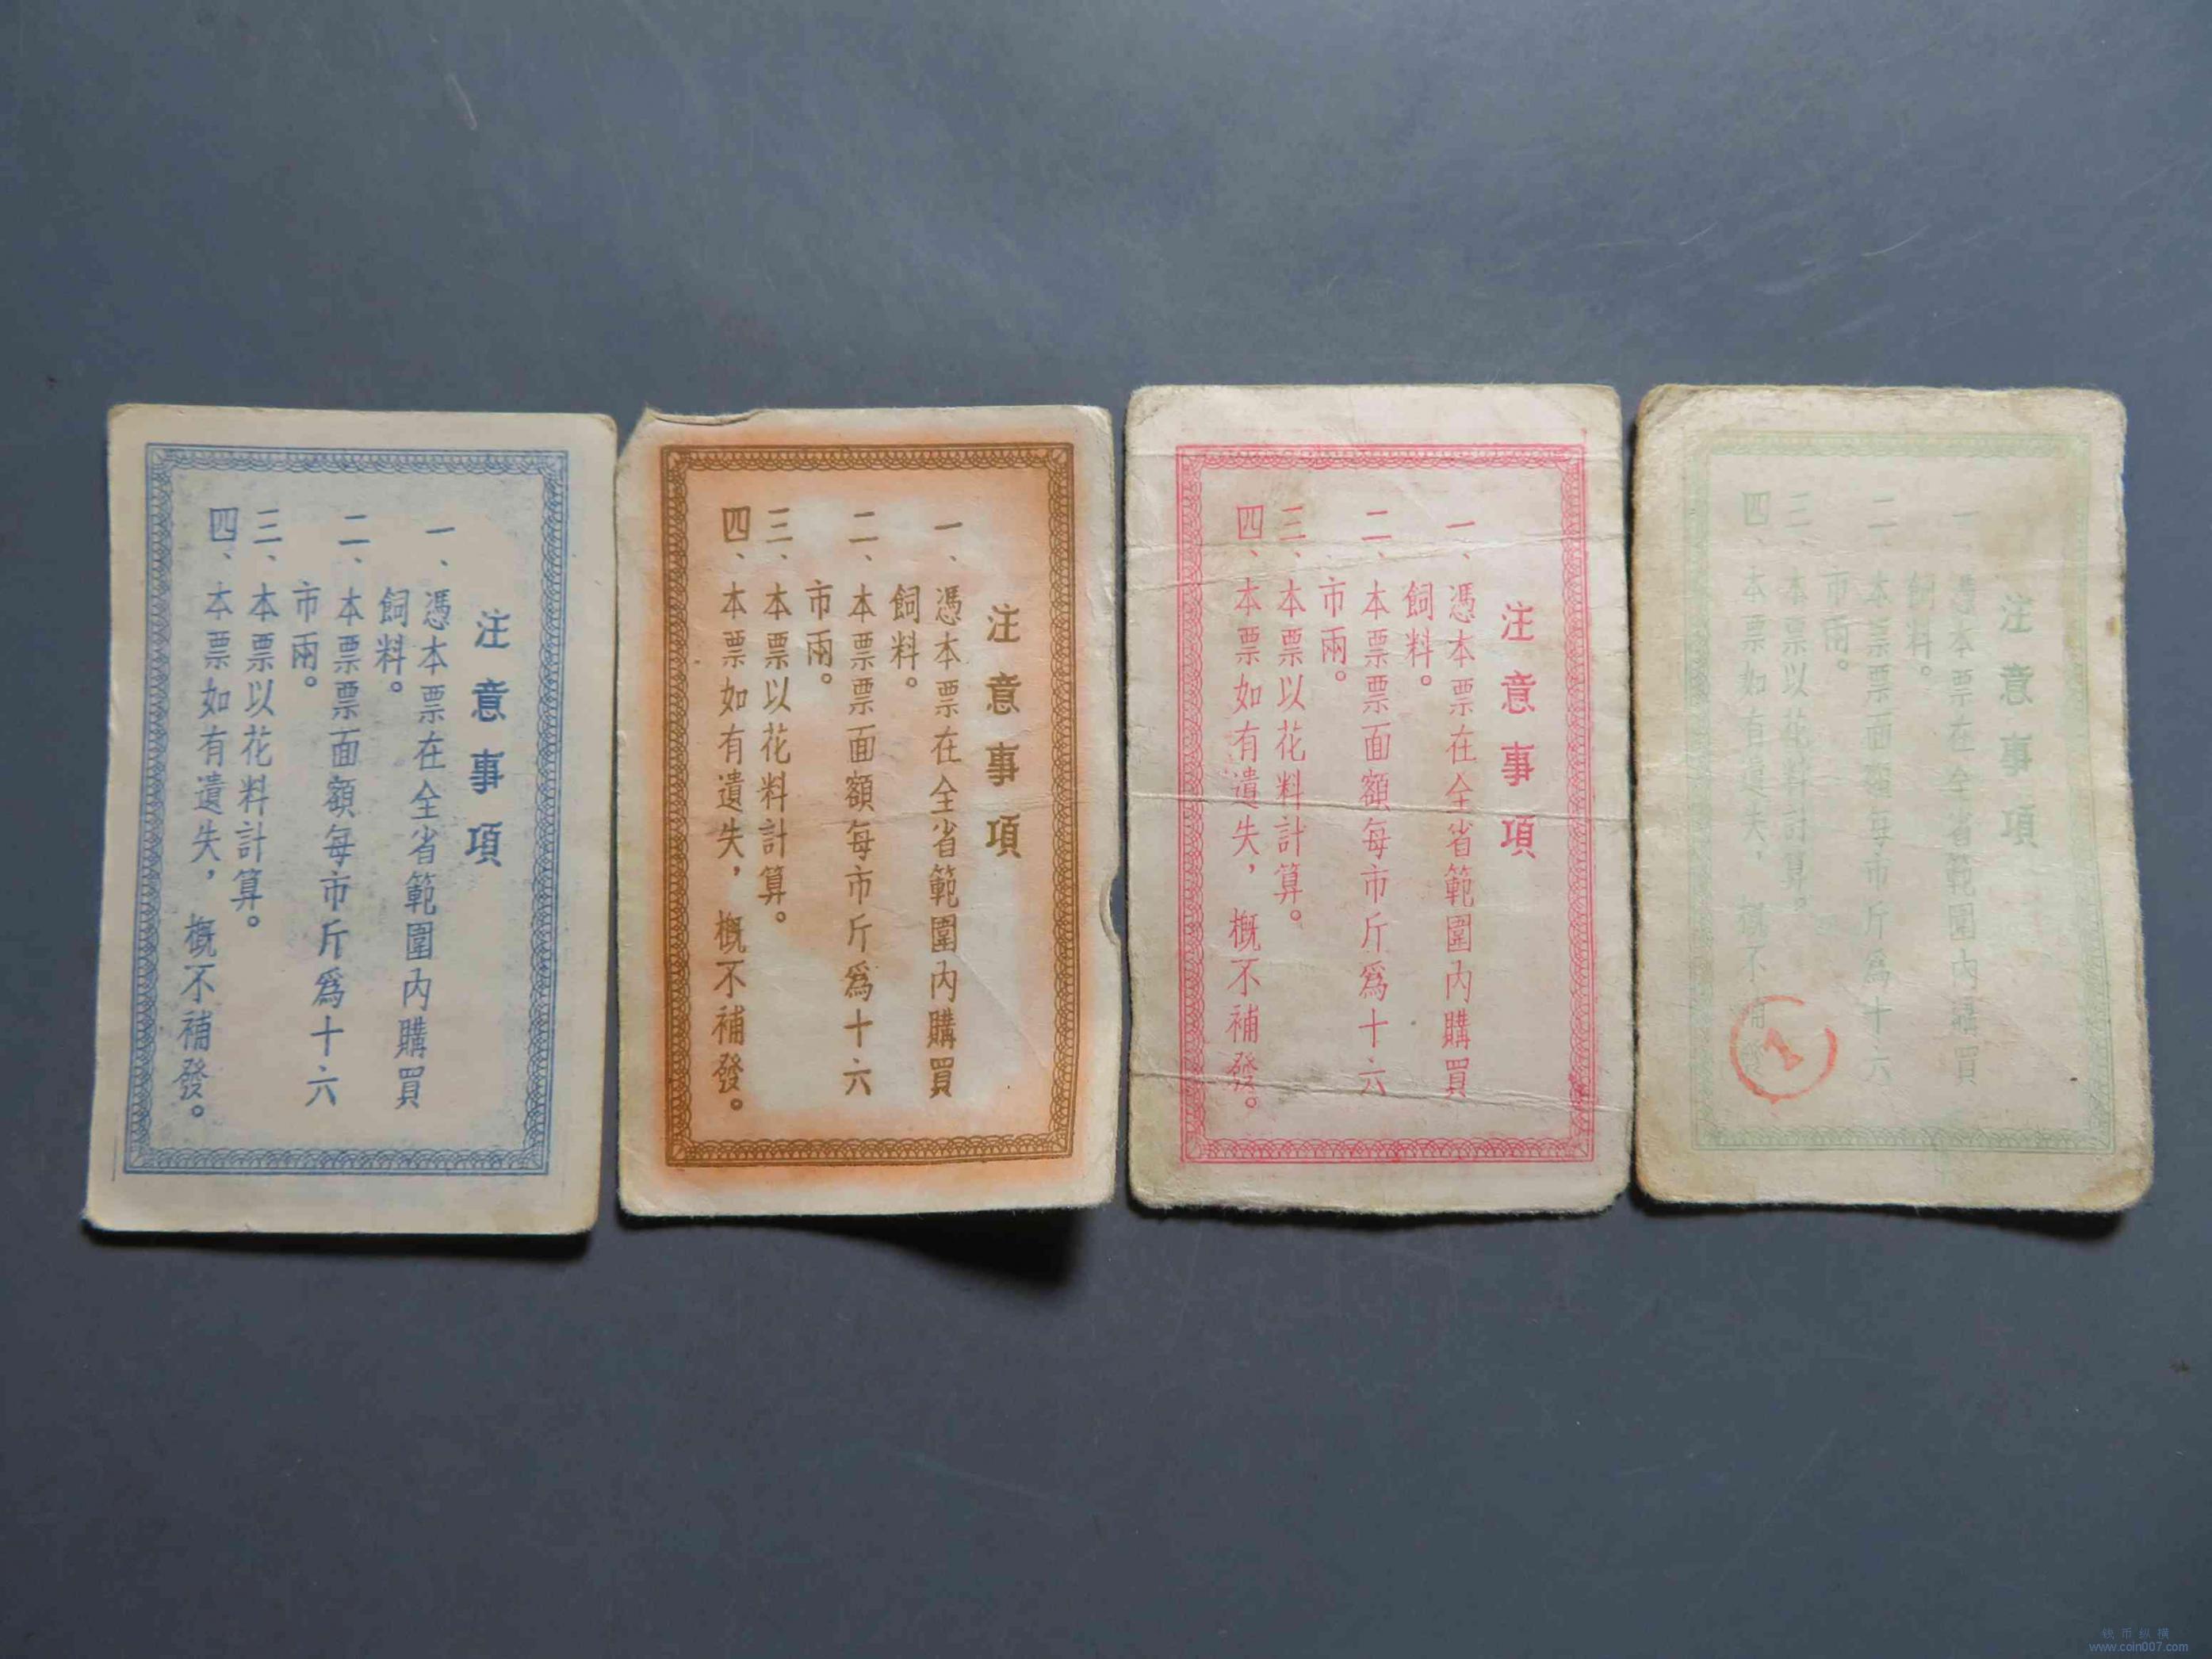 注意事項
一、憑本票在全省範圍內購買
飼料。
二、本票票面額每市斤爲十六
市兩。
三、本票以花料計算。
四、本票如有遺失，概不補發。
注意事項
一、憑本票在全省範圍內購買
飼料。
二、本票票面額每市斤爲十六
市兩。
三、本票以花料計算。
四、本票如有遺失，概不補發。
注意事項
一、憑本票在全省範圍內購買
飼料。
二、本票票面額每市斤爲十六
市兩。
三、本票以花料計算。
四、本票如有遺失，概不補發。
注意事項
一、憑本票在全省範圍內購買
飼料。
二、本票票面額每市斤爲十六
市兩。
三、本票以花料計算。
四、本票如有遺失，概不補發
钱币纵横
www.coin007.com